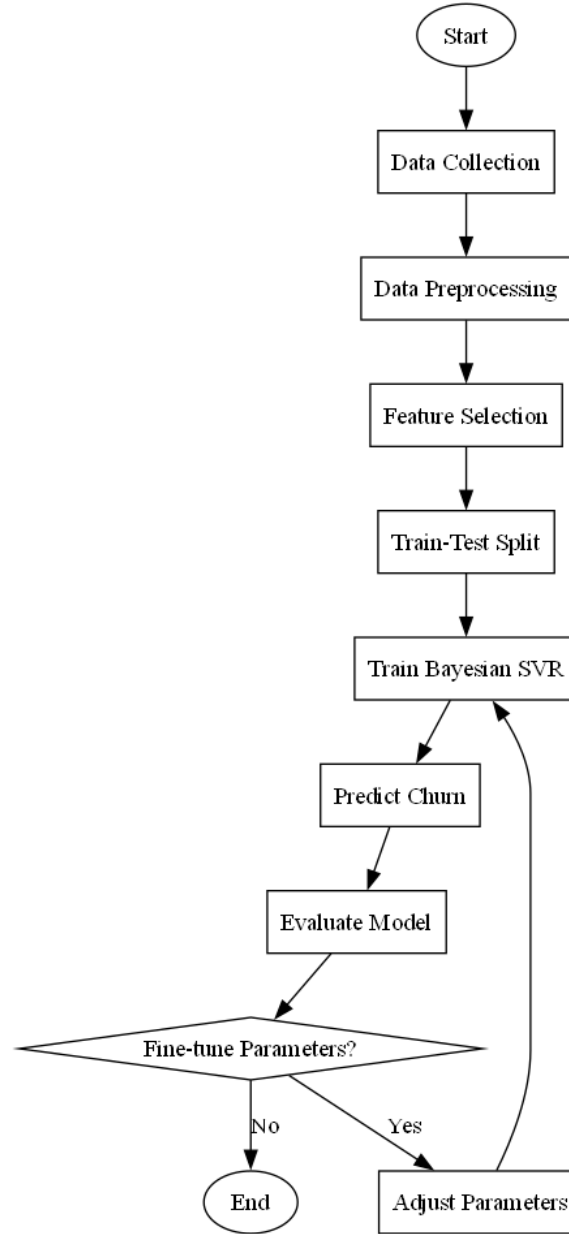 Start
Data Collection
Data Preprocessing
Feature Selection
Train-Test Split
Train Bayesian SVR
Predict Churn
Evaluate Model
Fine-tune Parameters?
No
Yes
End
Adjust Parameters